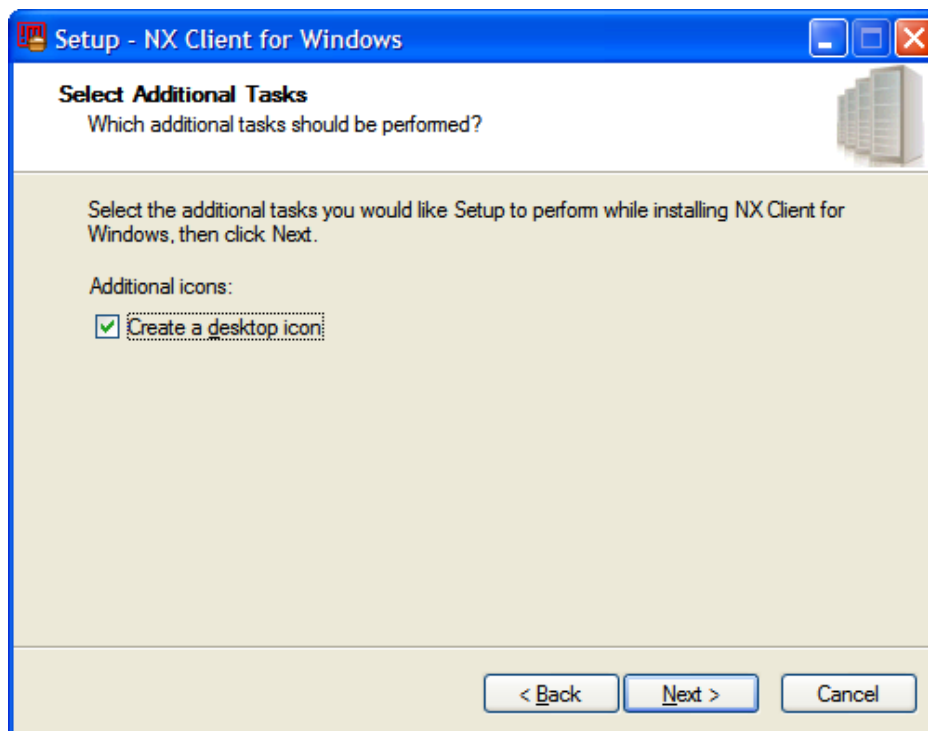 Setup - NX Client for Windows
Select Additional Tasks
Which additional tasks should be performed?
Select the additional tasks you would like Setup to perform while installing NX Client for
Windows, then click Next.
Additional icons:
Create a desktop icon
< Back
Next >
Cancel